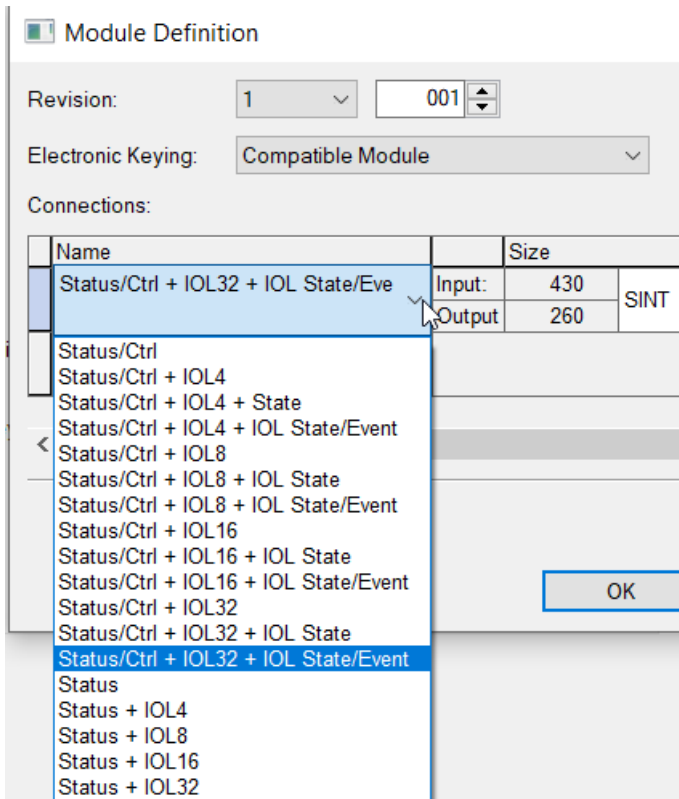 Module Definition
Revision: 1 001
Electronic Keying: Compatible Module
Connections:
Name Size
Status/Ctrl + IOL32 + IOL State/Eve Input: 430 SINT
Output 260
Status/Ctrl
Status/Ctrl + IOL4
Status/Ctrl + IOL4 + State
Status/Ctrl + IOL4 + IOL State/Event
Status/Ctrl + IOL8
Status/Ctrl + IOL8 + IOL State
Status/Ctrl + IOL8 + IOL State/Event
Status/Ctrl + IOL16
Status/Ctrl + IOL16 + IOL State
Status/Ctrl + IOL16 + IOL State/Event
Status/Ctrl + IOL32
Status/Ctrl + IOL32 + IOL State
Status/Ctrl + IOL32 + IOL State/Event
Status
Status + IOL4
Status + IOL8
Status + IOL16
Status + IOL32
OK